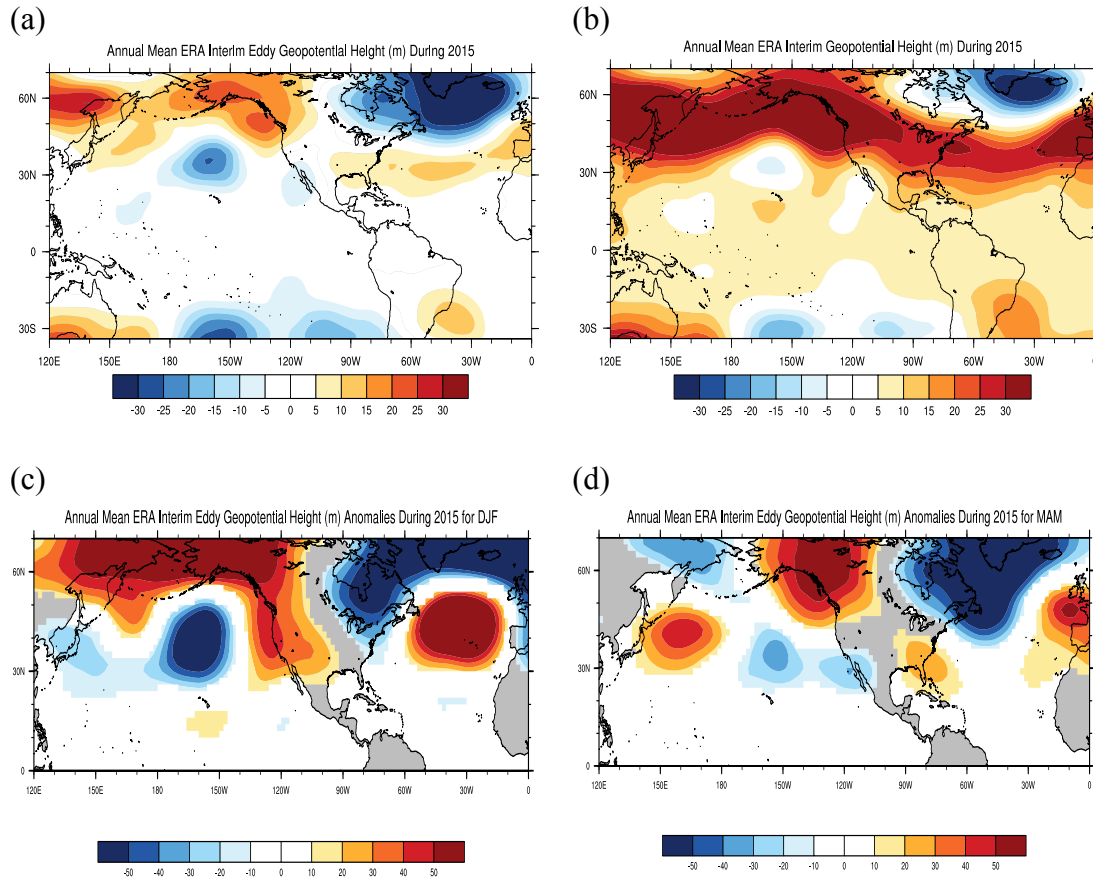 (a)
Annual Mean ERA Interim Eddy Geopotential Height (m) During 2015
60N
30N
0
30S
120E 150E 180 150W 120W 90W 60W 30W 0
-30 -25 -20 -15 -10 -5 0 5 10 15 20 25 30
(b)
Annual Mean ERA Interim Geopotential Height (m) During 2015
60N
30N
0
30S
120E 150E 180 150W 120W 90W 60W 30W 0
-30 -25 -20 -15 -10 -5 0 5 10 15 20 25 30
(c)
Annual Mean ERA Interim Eddy Geopotential Height (m) Anomalies During 2015 for DJF
60N
30N
0
120E 150E 180 150W 120W 90W 60W 30W 0
-50 -40 -30 -20 -10 0 10 20 30 40 50
(d)
Annual Mean ERA Interim Eddy Geopotential Height (m) Anomalies During 2015 for MAM
60N
30N
0
120E 150E 180 150W 120W 90W 60W 30W 0
-50 -40 -30 -20 -10 0 10 20 30 40 50